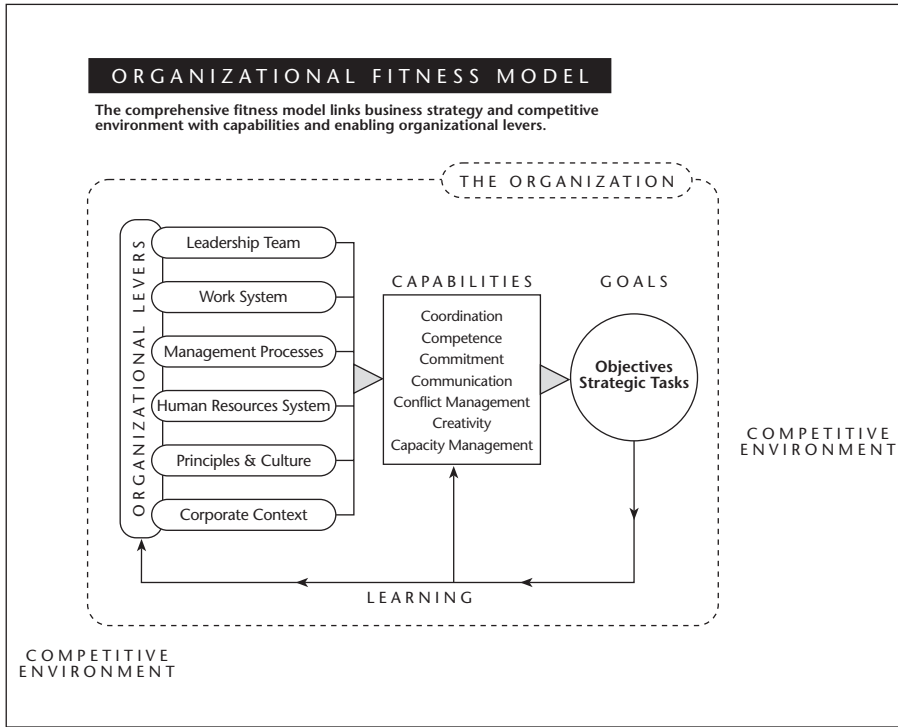 ORGANIZATIONAL FITNESS MODEL
The comprehensive fitness model links business strategy and competitive
environment with capabilities and enabling organizational levers.
THE ORGANIZATION
ORGANIZATIONAL LEVERS
Leadership Team
Work System
Management Processes
Human Resources System
Principles & Culture
Corporate Context
CAPABILITIES
Coordination
Competence
Commitment
Communication
Conflict Management
Creativity
Capacity Management
GOALS
Objectives
Strategic Tasks
COMPETITIVE
ENVIRONMENT
LEARNING
COMPETITIVE
ENVIRONMENT